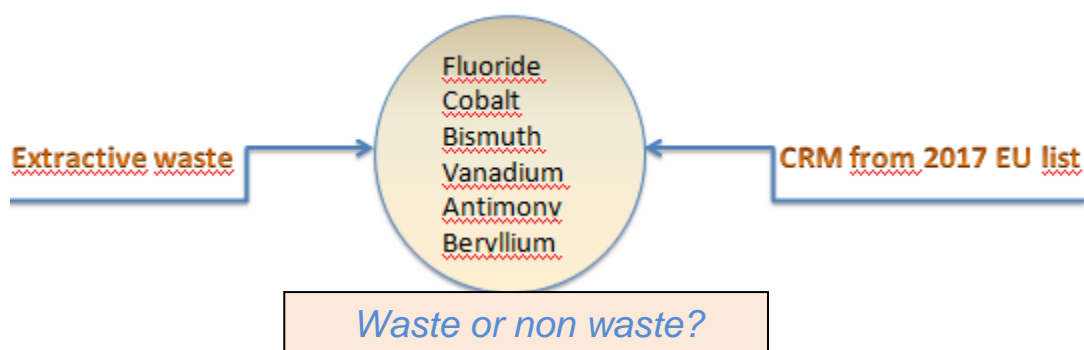 Fluoride
Cobalt
Bismuth
Vanadium
Antimony
Beryllium
Extractive waste
CRM from 2017 EU list
Waste or non waste?